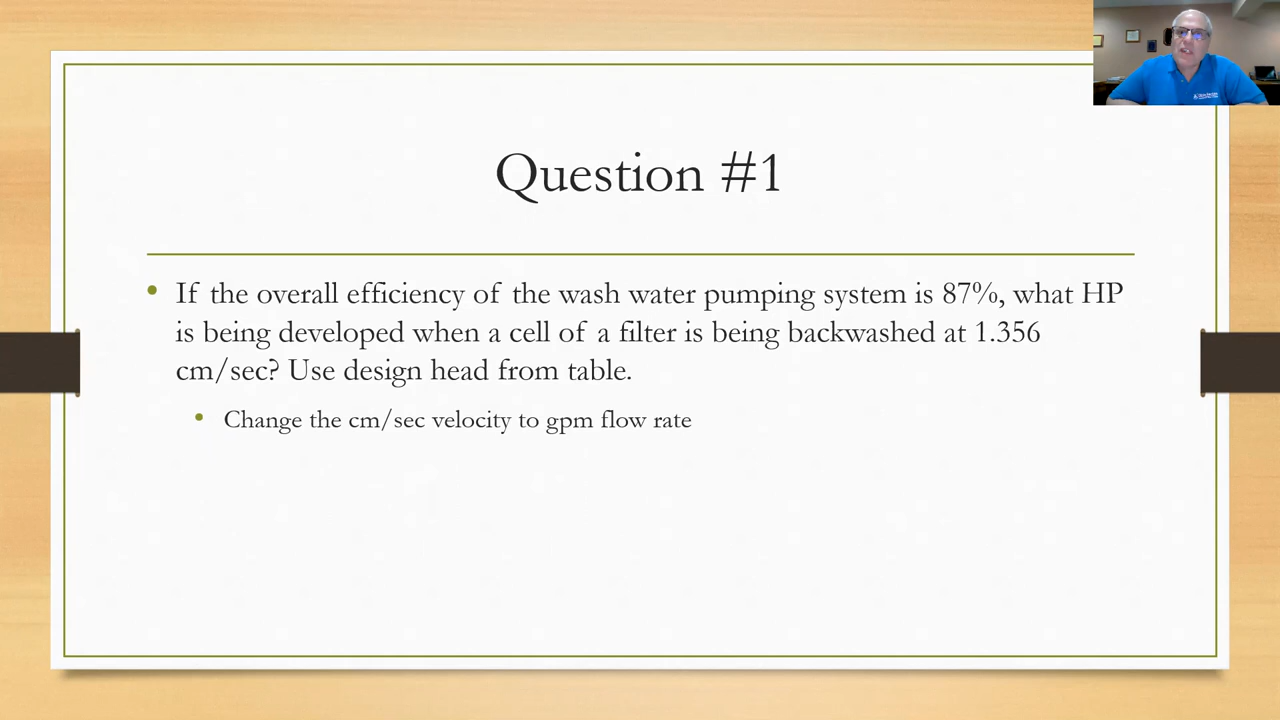 Question #1
If the overall efficiency of the wash water pumping system is 87%, what HP
is being developed when a cell of a filter is being backwashed at 1.356
cm/sec? Use design head from table.
Change the cm/sec velocity to gpm flow rate